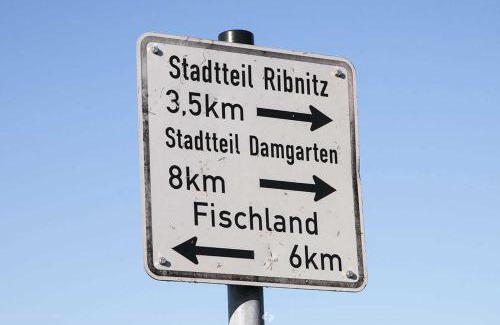 Stadtteil Ribnitz
3,5km
Stadtteil Damgarten
8km
Fischland
6km